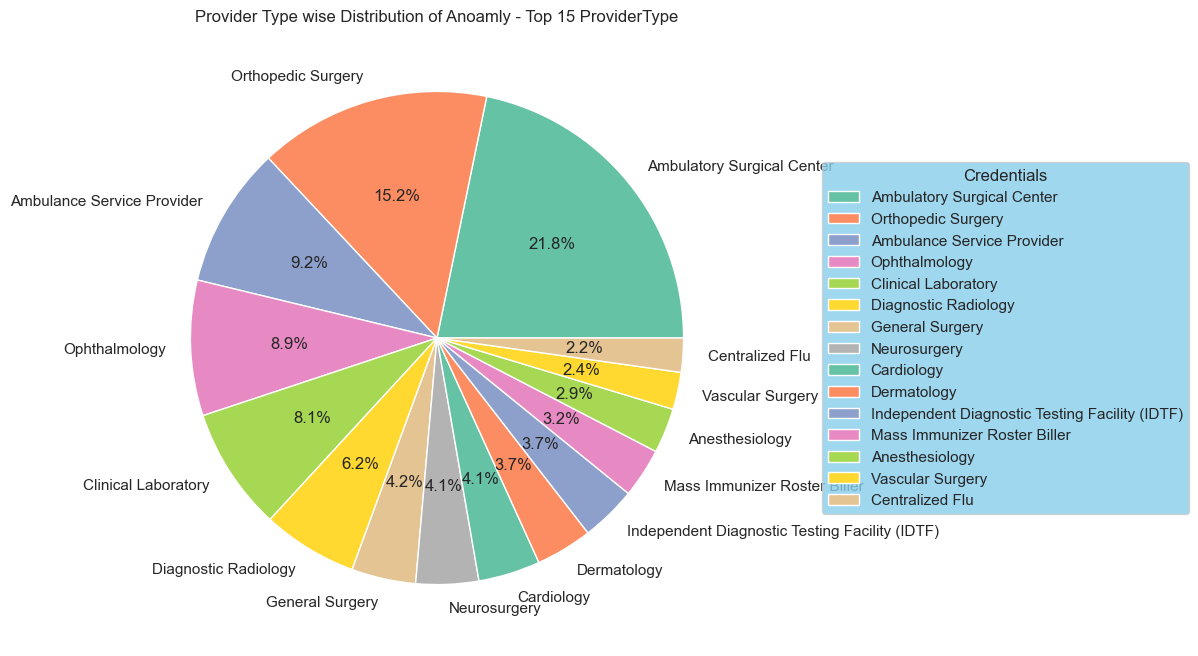 Provider Type wise Distribution of Anoamly - Top 15 ProviderType
Orthopedic Surgery
Ambulatory Surgical Center
Ambulance Service Provider
15.2%
21.8%
9.2%
Ophthalmology
8.9%
2.2%
Centralized Flu
2.4%
Vascular Surgery
2.9%
Anesthesiology
8.1%
3.2%
3.7%
Clinical Laboratory
6.2%
4.2%
4.1%
4.1%
3.7%
Mass Immunizer Roster Biller
Independent Diagnostic Testing Facility (IDTF)
Diagnostic Radiology
Dermatology
General Surgery
Cardiology
Neurosurgery
Credentials
Ambulatory Surgical Center
Orthopedic Surgery
Ambulance Service Provider
Ophthalmology
Clinical Laboratory
Diagnostic Radiology
General Surgery
Neurosurgery
Cardiology
Dermatology
Independent Diagnostic Testing Facility (IDTF)
Mass Immunizer Roster Biller
Anesthesiology
Vascular Surgery
Centralized Flu